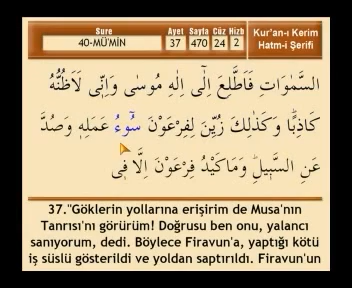 Sure Ayet Sayfa Cüz Hizb
40-MÜ'MİN 37 470 24 2
Kur'an-ı Kerim
Hatm-i Şerifi
السَّمٰوَاتِ فَاَطَّلِعَ اِلٰٓى اِلٰهِ مُوسٰى وَاِنّٖى لَاَظُنُّهُ
كَاذِبًاۜ وَكَذٰلِكَ زُيِّنَ لِفِرْعَوْنَ سُٓوءُ عَمَلِهٖ وَصُدَّ
عَنِ السَّبٖيلِۜ وَمَا كَيْدُ فِرْعَوْنَ اِلَّا فٖى
37."Göklerin yollarına erişirim de Musa'nın
Tanrısı'nı görürüm! Doğrusu ben onu, yalancı
sanıyorum, dedi. Böylece Firavun'a, yaptığı kötü
iş süslü gösterildi ve yoldan saptırıldı. Firavun'un